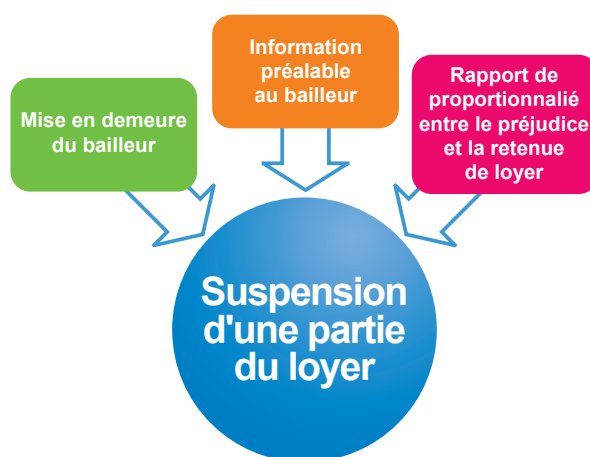 Mise en demeure
du bailleur
Information
préalable
au bailleur
Rapport de
proportionnalié
entre le préjudice
et la retenue
de loyer
Suspension
d'une partie
du loyer